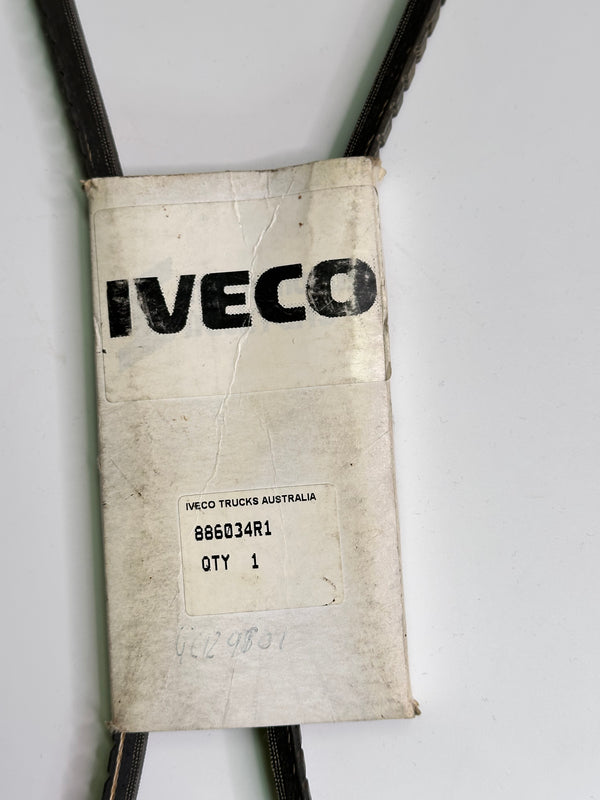 IVECO
IVECO TRUCKS AUSTRALIA
886034R1
QTY 1